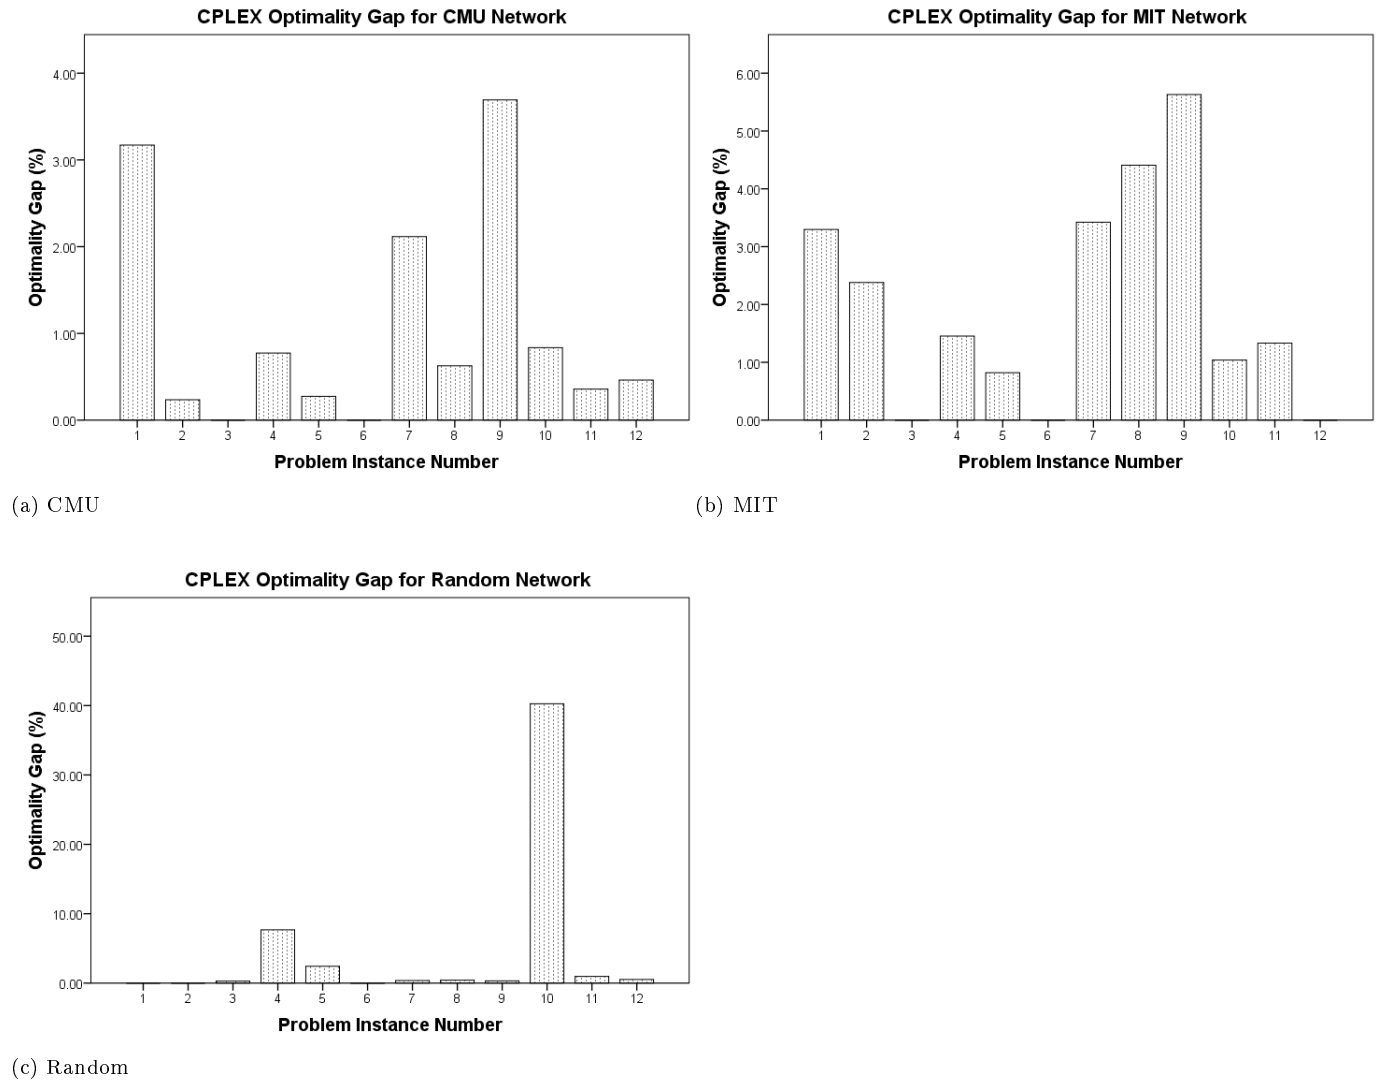 CPLEX Optimality Gap for CMU Network
Optimality Gap (%)
4.00
3.00
2.00
1.00
0.00
1 2 3 4 5 6 7 8 9 10 11 12
Problem Instance Number
(a) CMU
CPLEX Optimality Gap for MIT Network
Optimality Gap (%)
6.00
5.00
4.00
3.00
2.00
1.00
0.00
1 2 3 4 5 6 7 8 9 10 11 12
Problem Instance Number
(b) MIT
CPLEX Optimality Gap for Random Network
Optimality Gap (%)
50.00
40.00
30.00
20.00
10.00
0.00
1 2 3 4 5 6 7 8 9 10 11 12
Problem Instance Number
(c) Random